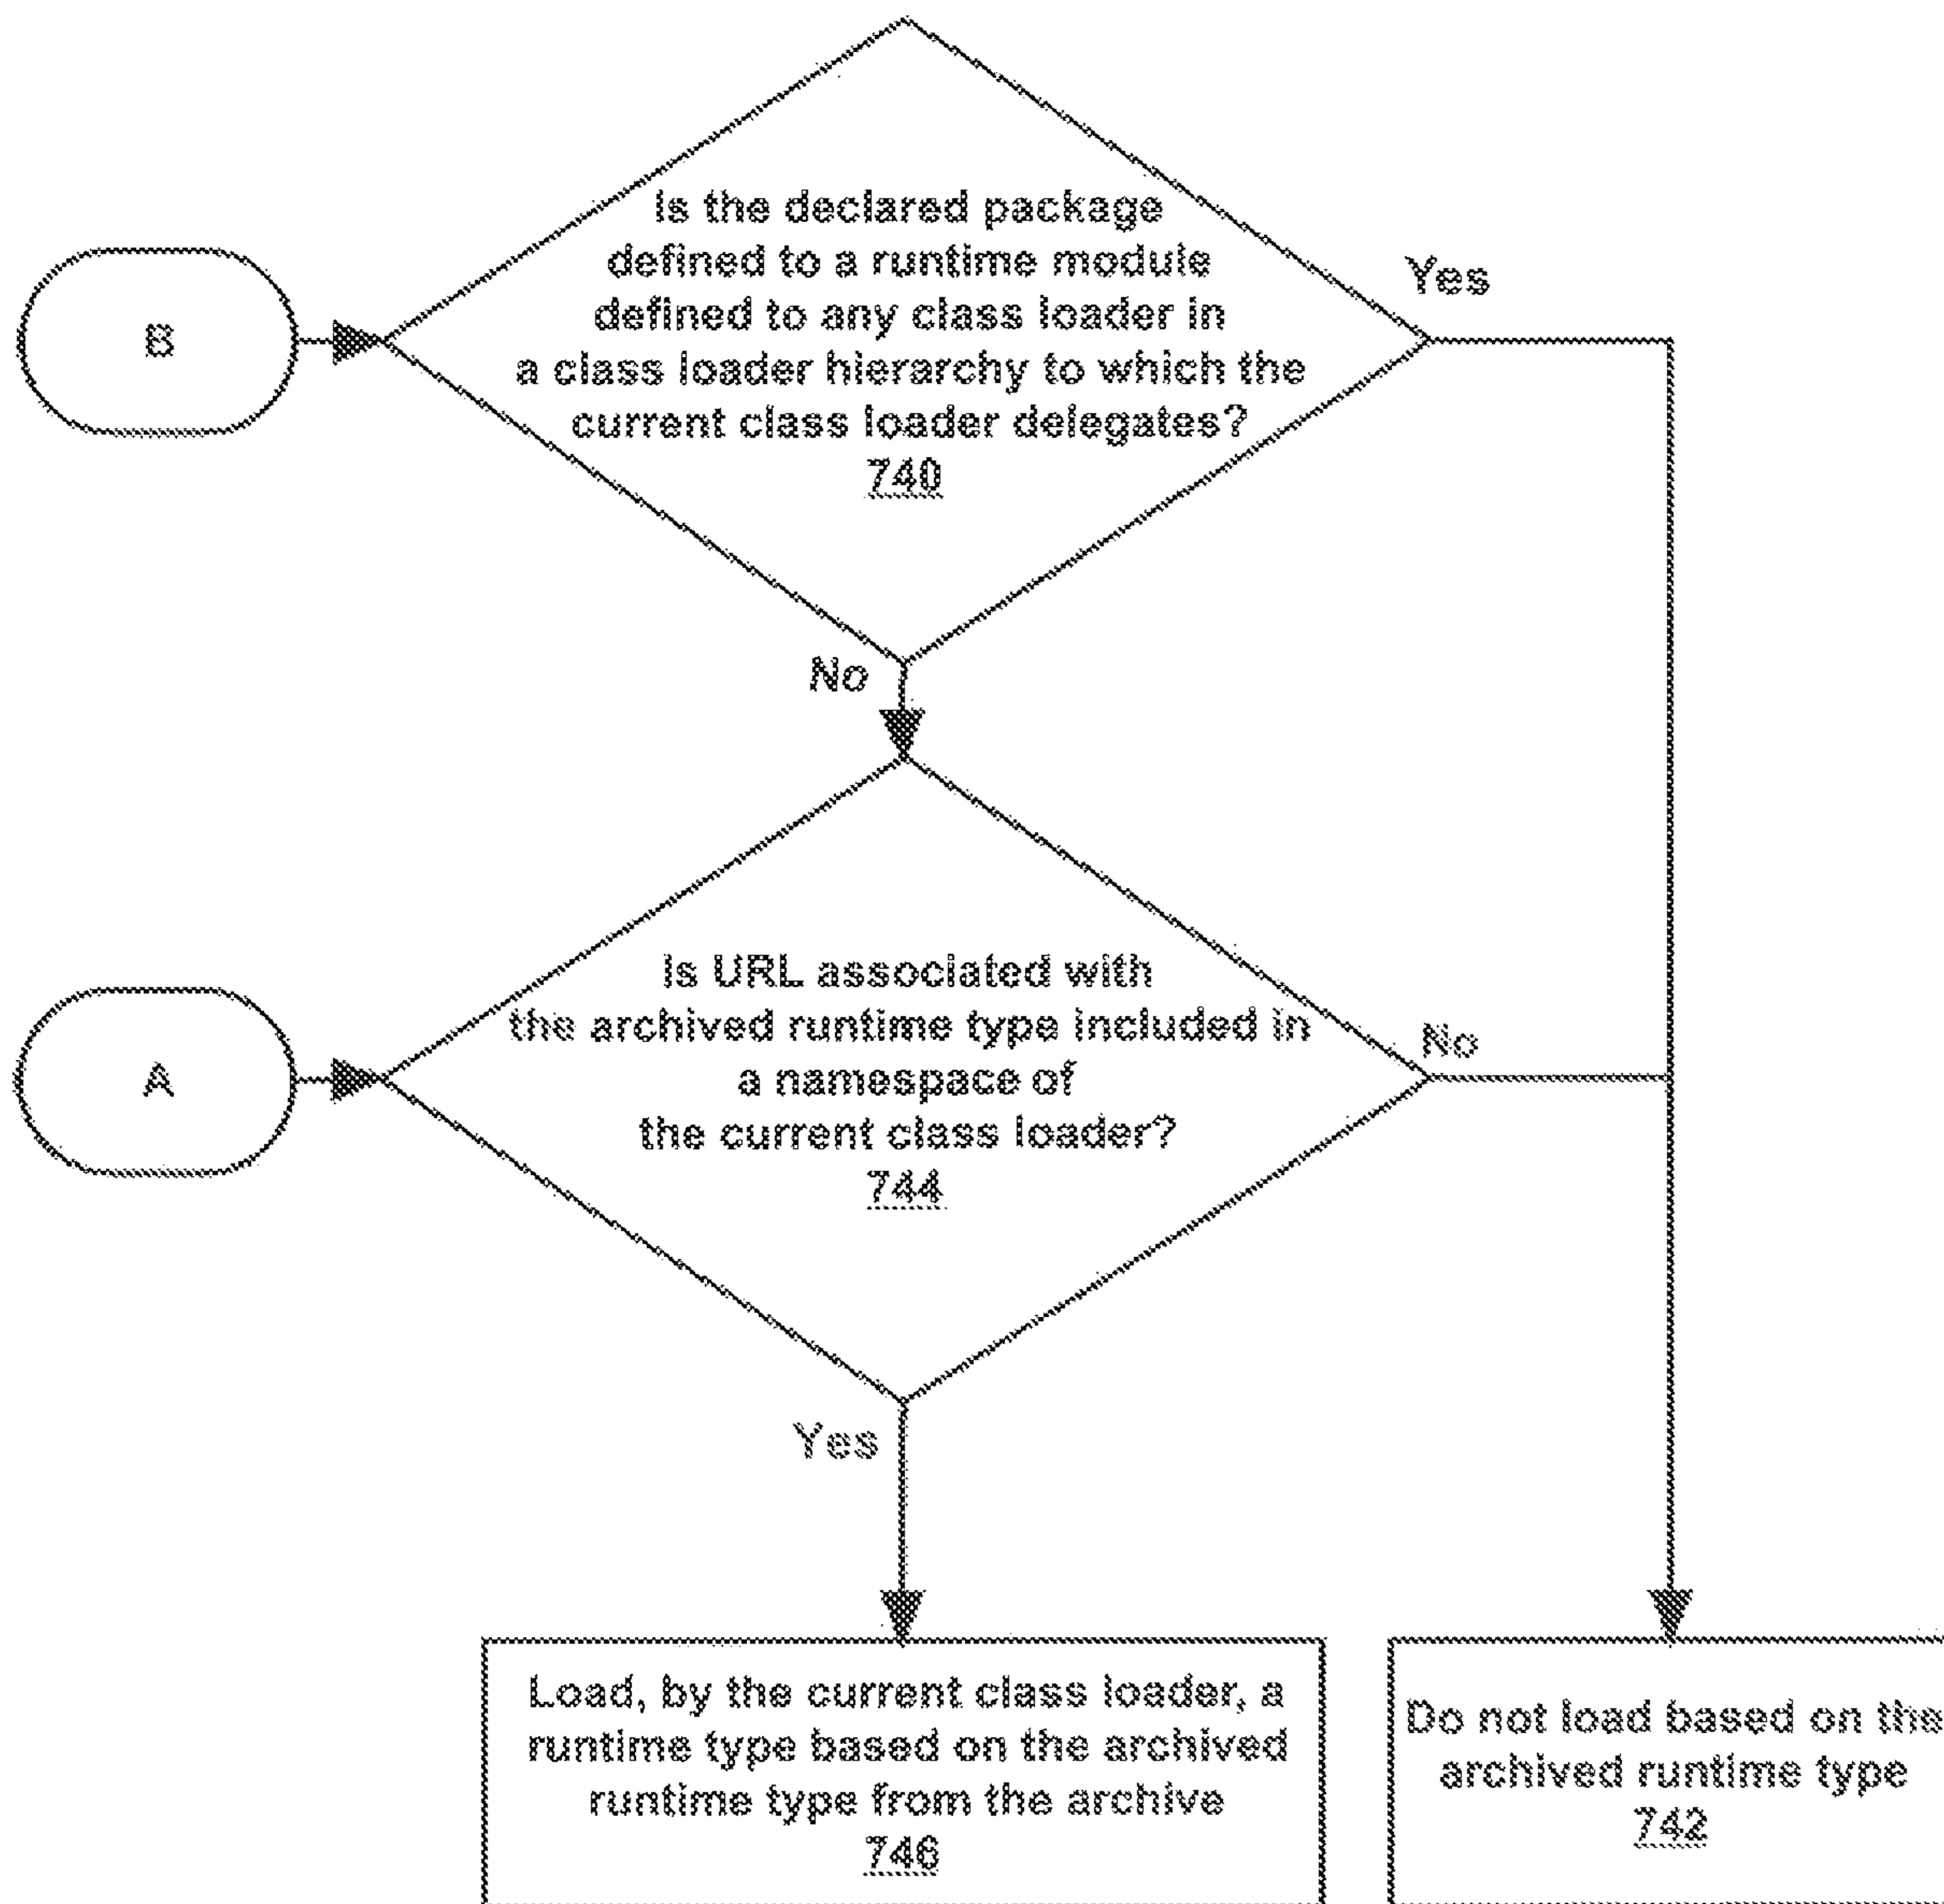 Is the declared package
defined to a runtime module
defined to any class loader in
a class loader hierarchy to which the
current class loader delegates?
740
Yes
B
No
Is URL associated with
the archived runtime type included in
a namespace of
the current class loader?
744
No
A
Yes
Load, by the current class loader, a
runtime type based on the archived
runtime type from the archive
746
Do not load based on the
archived runtime type
742